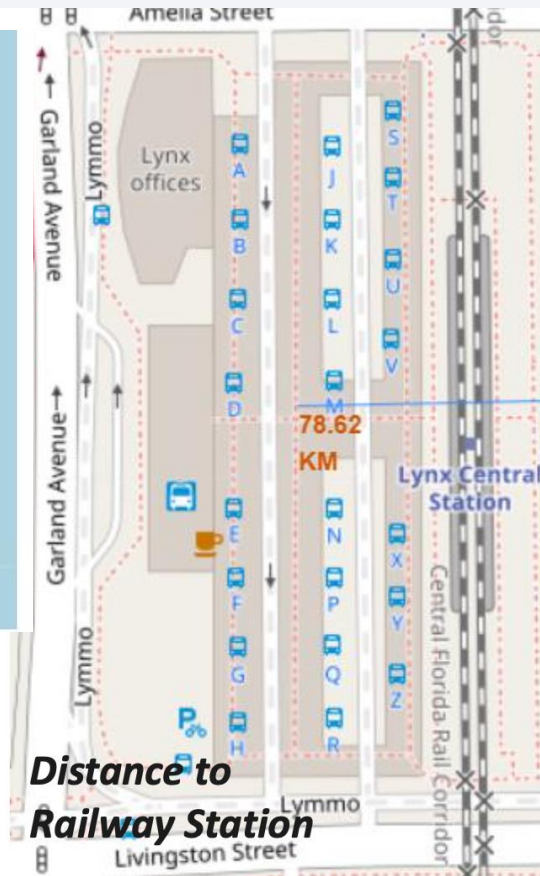 Amelia Street
idor
Garland Avenue
Lymmo
Lynx
offices
A
B
C
D
J
K
L
M
S
T
U
V
78.62
KM
Garland Avenue
Lynx Central
Station
E
F
G
H
N
P
Q
R
X
Y
Z
Central Florida Rail Corridor
Lymmo
P
Distance to
Railway Station
Lymmo
Livingston Street